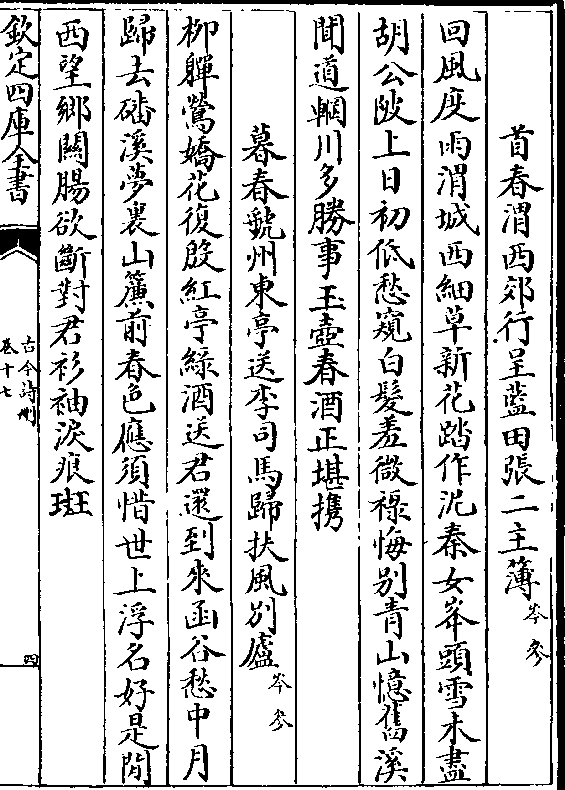 首春渭西郊行呈藍田張二主簿岑參
回風度雨渭城西細草新花踏作泥秦女峯頭雪未盡
胡公陂上日初低愁窺白髮羞微祿悔别青山憶舊溪
聞道輞川多勝事玉壺春酒正堪擕
暮春虢州東亭送李司馬歸扶風别廬岑參
柳嚲鶯嬌花復殷紅亭綠酒送君還到來函谷愁中月
歸去磻溪夢裏山簾前春色應須惜世上浮名好是閒
西望鄉關腸欲斷對君衫袖淚痕斑
欽定四庫全書
古今詩刪
卷十七
四